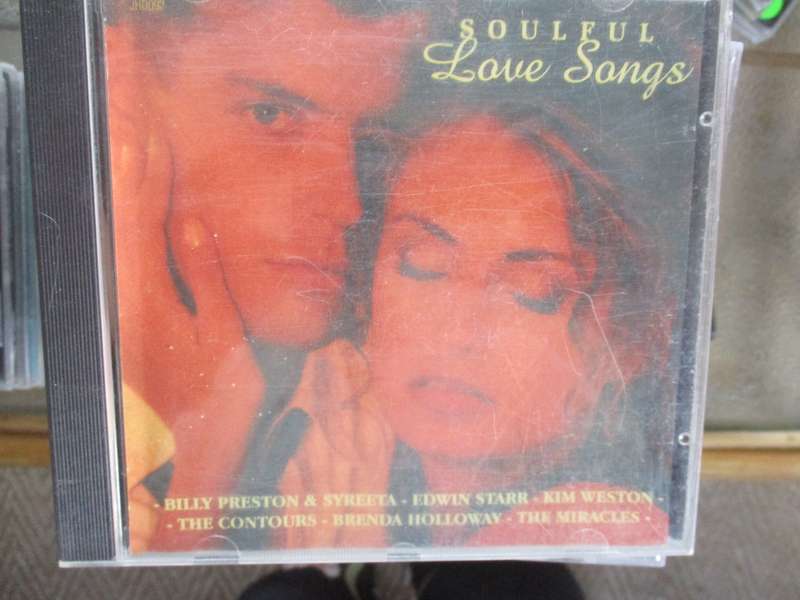 SOULFUL
Love Songs
- BILLY PRESTON & SYREETA - EDWIN STARR - KIM WESTON -
- THE CONTOURS - BRENDA HOLLOWAY - THE MIRACLES -